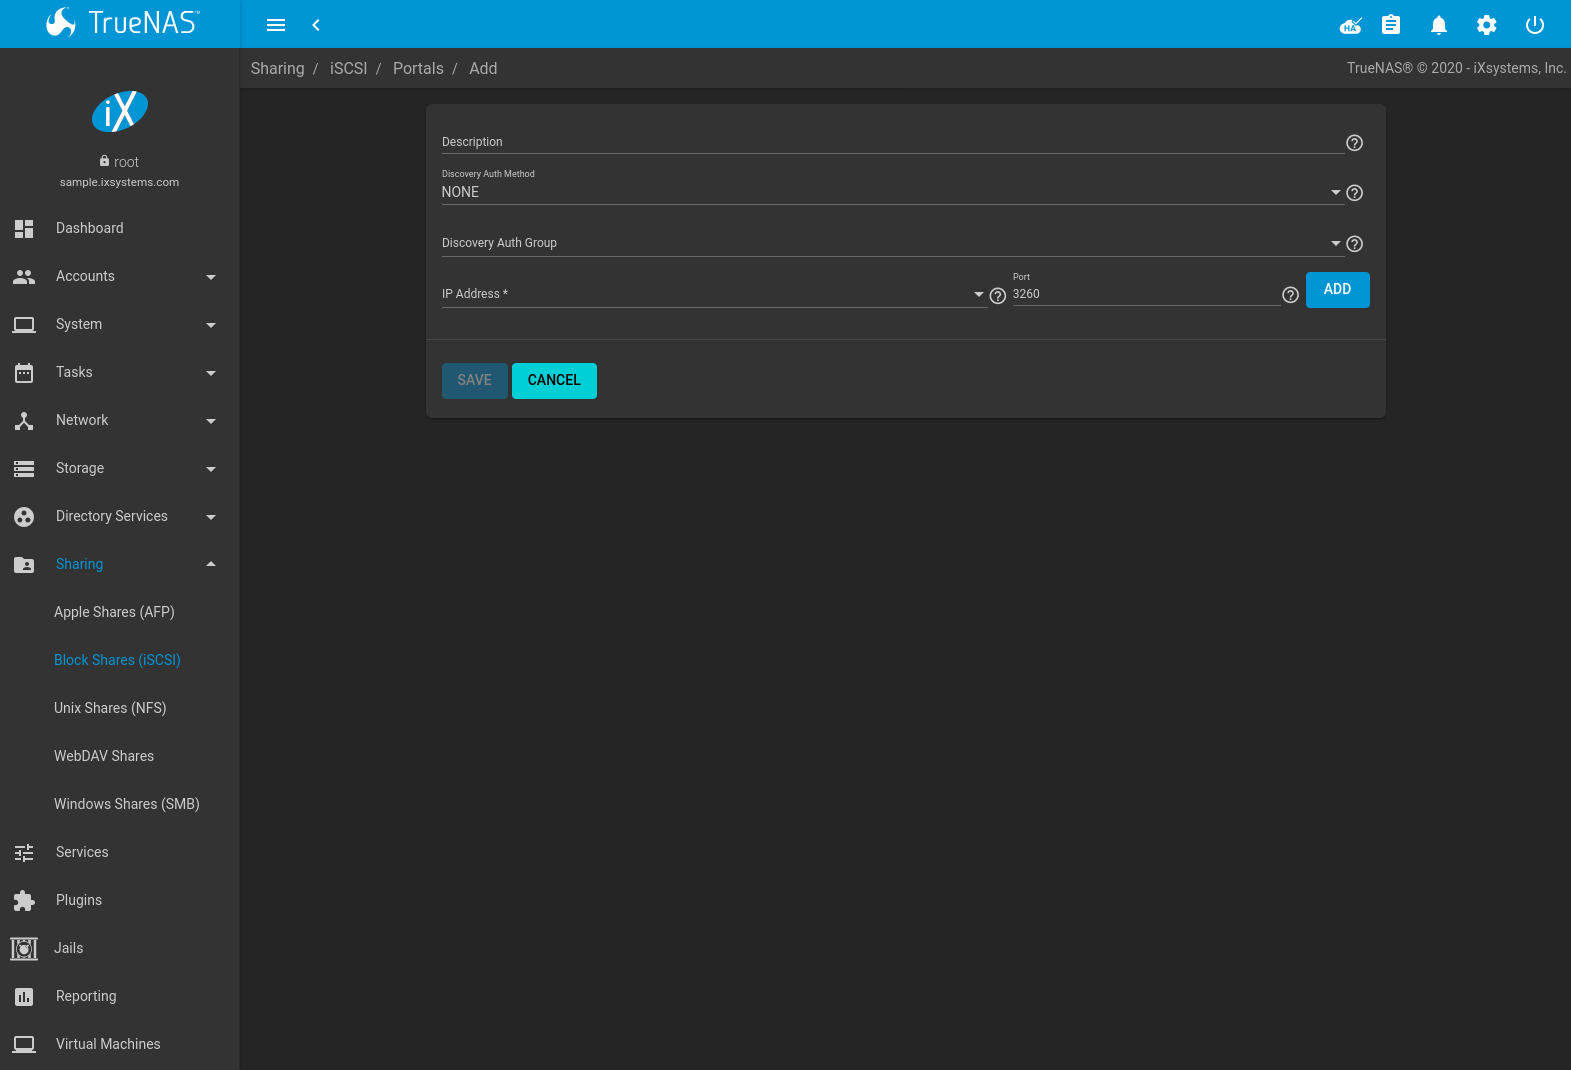 TrueNAS™
HA
Sharing / iSCSI / Portals / Add
TrueNAS® © 2020 - iXsystems, Inc.
iX
root
sample.ixsystems.com
Dashboard
Accounts
System
Tasks
Network
Storage
Directory Services
Sharing
Apple Shares (AFP)
Block Shares (iSCSI)
Unix Shares (NFS)
WebDAV Shares
Windows Shares (SMB)
Services
Plugins
Jails
Reporting
Virtual Machines
Description
Discovery Auth Method
NONE
Discovery Auth Group
IP Address *
Port
3260
ADD
SAVE CANCEL